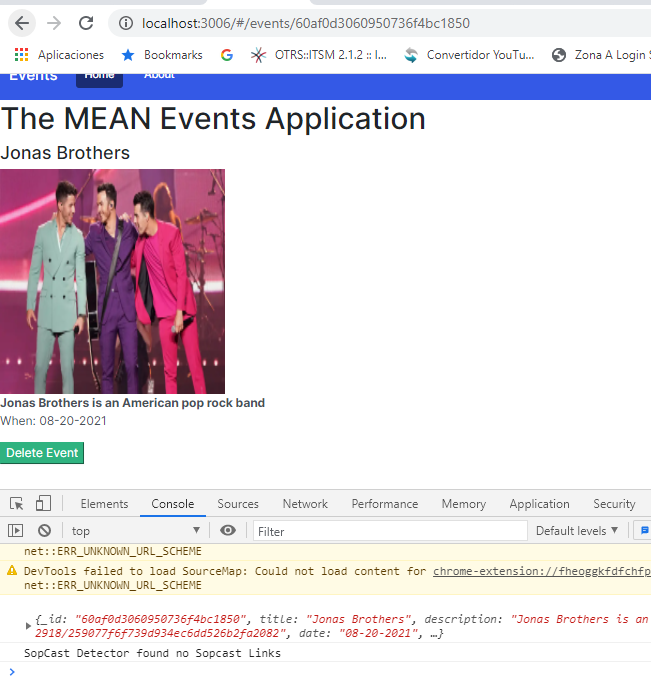 localhost:3006/#/events/60af0d3060950736f4bc1850
Aplicaciones Bookmarks G OTRS::ITSM 2.1.2 :: I... Convertidor YouTu... Zona A Login S
Events Home About
The MEAN Events Application
Jonas Brothers
Jonas Brothers is an American pop rock band
When: 08-20-2021
Delete Event
Elements Console Sources Network Performance Memory Application Security
top Filter Default levels
net::ERR_UNKNOWN_URL_SCHEME
DevTools failed to load SourceMap: Could not load content for chrome-extension://fheoggkfdfchfp
net::ERR_UNKNOWN_URL_SCHEME
{_id: "60af0d3060950736f4bc1850", title: "Jonas Brothers", description: "Jonas Brothers is an
2918/259077f6f739d934ec6dd526b2fa2082", date: "08-20-2021", …}
SopCast Detector found no Sopcast Links